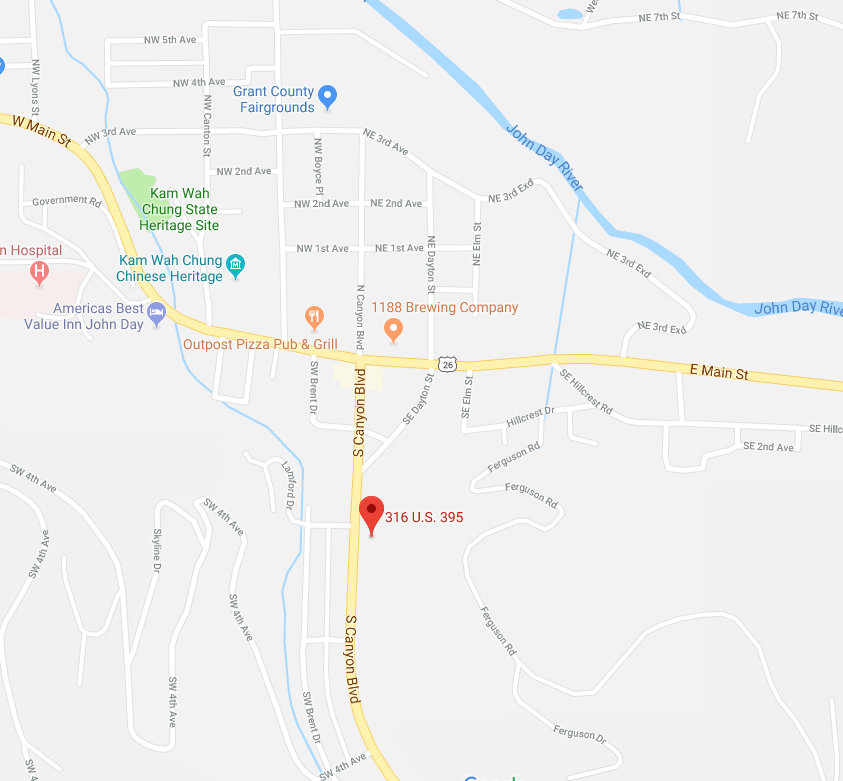 NE 7th St
NE 7th St
NW 5th Ave
NW Lyons St
NW 4th Ave
Grant County
Fairgrounds
NW Canton St
W Main St
NW 3rd Ave
NE 3rd Ave
John Day River
NW Boyce Pl
NW 2nd Ave
Kam Wah
Chung State
Heritage Site
NE 3rd Exd
Government Rd
NW 2nd Ave
NE 2nd Ave
NE Dayton St
NE Elm St
n Hospital
H
NW 1st Ave
NE 1st Ave
Kam Wah Chung
Chinese Heritage
NE 3rd Exd
Americas Best
Value Inn John Day
N Canyon Blvd
1188 Brewing Company
John Day Rive
NE 3rd Exd
Outpost Pizza Pub & Grill
26
E Main St
SW Brent Dr
S Canyon Blvd
SE Dayton St
SE Elm St
SE Hillcrest Rd
Hillcrest Dr
SE Hillc
SE 2nd Ave
Ferguson Rd
SW 4th Ave
Lamford Dr
Ferguson Rd
SW 4th Ave
316 U.S. 395
SW 4th Ave
Skyline Dr
SW 4th Ave
S Canyon Blvd
Ferguson Rd
SW 4th Ave
SW Brent Dr
Ferguson Dr
SW 4th Ave
SW 4th Ave